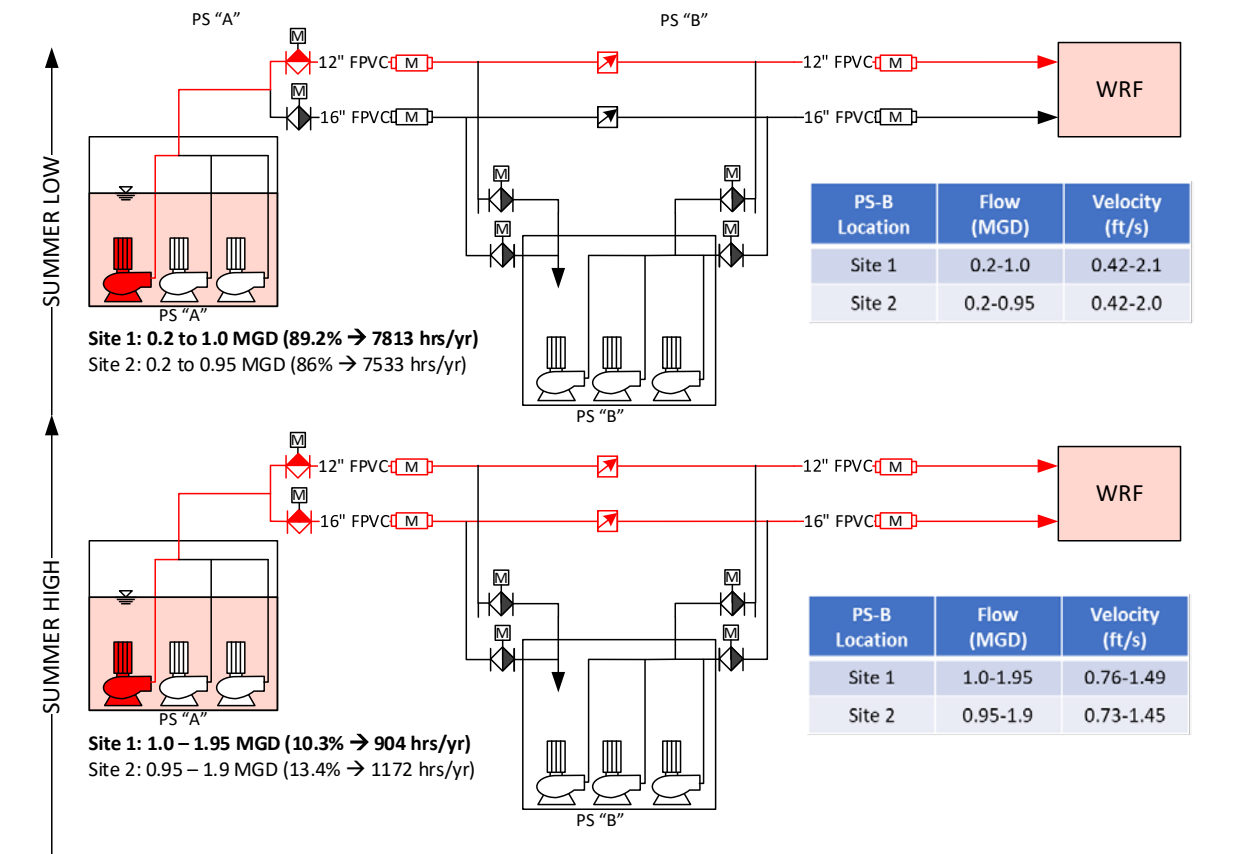 PS “A”
PS “B”
SUMMER LOW
M
12" FPVC
M
12" FPVC
M
M
16" FPVC
M
16" FPVC
M
WRF
M
M
M
M
PS “A”
Site 1: 0.2 to 1.0 MGD (89.2% → 7813 hrs/yr)
Site 2: 0.2 to 0.95 MGD (86% → 7533 hrs/yr)
PS “B”
PS-B Location
Flow (MGD)
Velocity (ft/s)
Site 1
0.2-1.0
0.42-2.1
Site 2
0.2-0.95
0.42-2.0
SUMMER HIGH
M
12" FPVC
M
12" FPVC
M
M
16" FPVC
M
16" FPVC
M
WRF
M
M
M
M
PS “A”
Site 1: 1.0 – 1.95 MGD (10.3% → 904 hrs/yr)
Site 2: 0.95 – 1.9 MGD (13.4% → 1172 hrs/yr)
PS “B”
PS-B Location
Flow (MGD)
Velocity (ft/s)
Site 1
1.0-1.95
0.76-1.49
Site 2
0.95-1.9
0.73-1.45